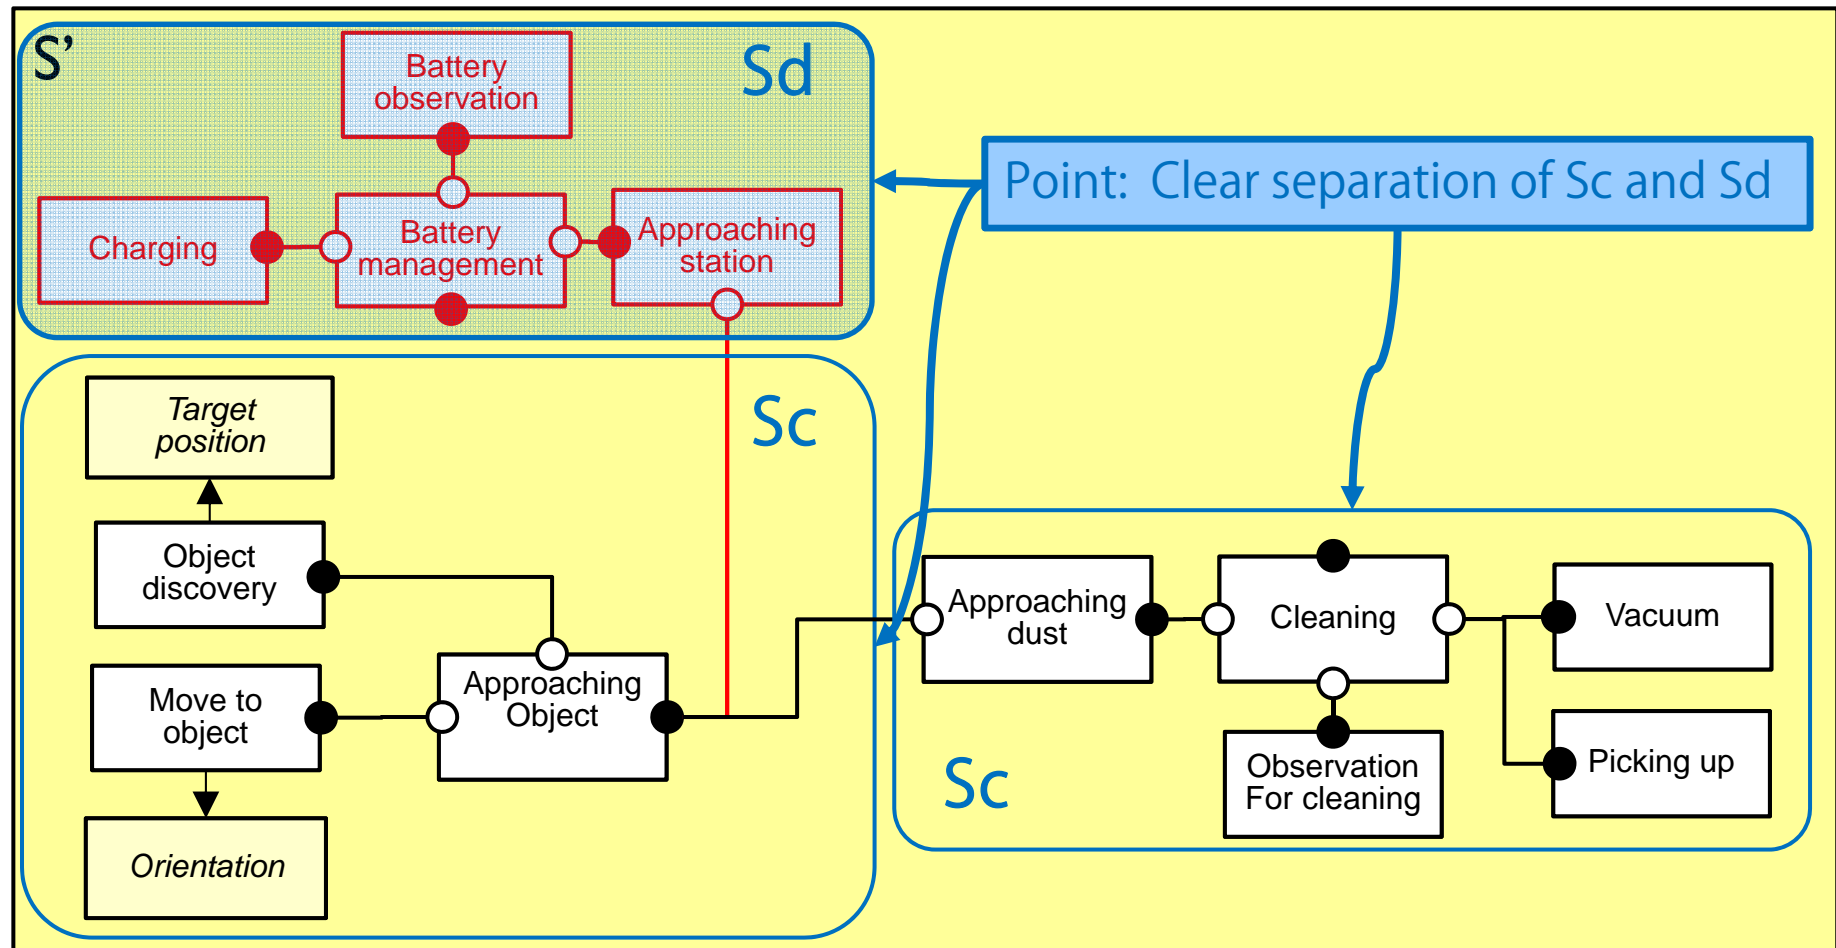 S’
Sd
Battery
observation
Point:  Clear separation of Sc and Sd
Charging
Battery
management
Approaching
station
Sc
Target
position
Object
discovery
Move to
object
Approaching
Object
Orientation
Approaching
dust
Cleaning
Vacuum
Observation
For cleaning
Picking up
Sc